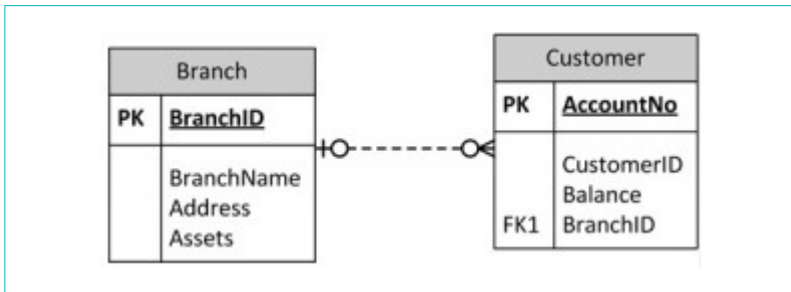 Branch
PK BranchID
BranchName
Address
Assets
Customer
PK AccountNo
CustomerID
Balance
FK1 BranchID